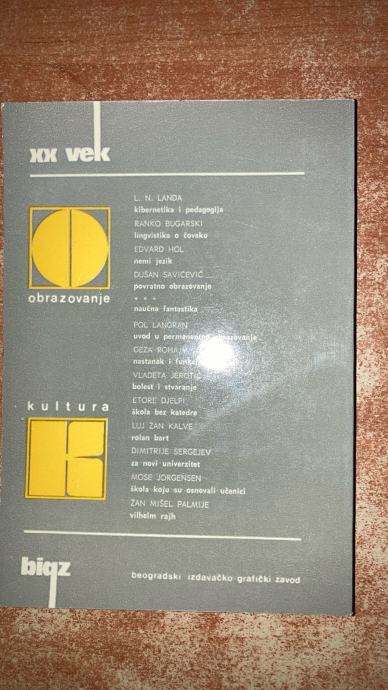 xx vek
L. N. LANDA
kibernetika i pedagogija
RANKO BUGARSKI
lingvistika o čoveku
EDVARD HOL
nemi jezik
DUŠAN SAVIĆEVIĆ
povratno obrazovanje
* * *
naučna fantastika
POL LANGRAN
uvod u permanentno obrazovanje
GEZA ROHAJM
nastanak i
VLADETA JEROTIĆ
bolest i stvaranje
ETORE DJELPI
škola bez katedre
LUJ ŽAN KALVE
rolan bart
DIMITRIJE SERGEJEV
za novi univerzitet
MOSE JORGENSEN
škola koju su osnovali učenici
ŽAN MIŠEL PALMIJE
vilhelm rajh
obrazovanje
kultura
K
bigz
beogradski izdavačko grafički zavod